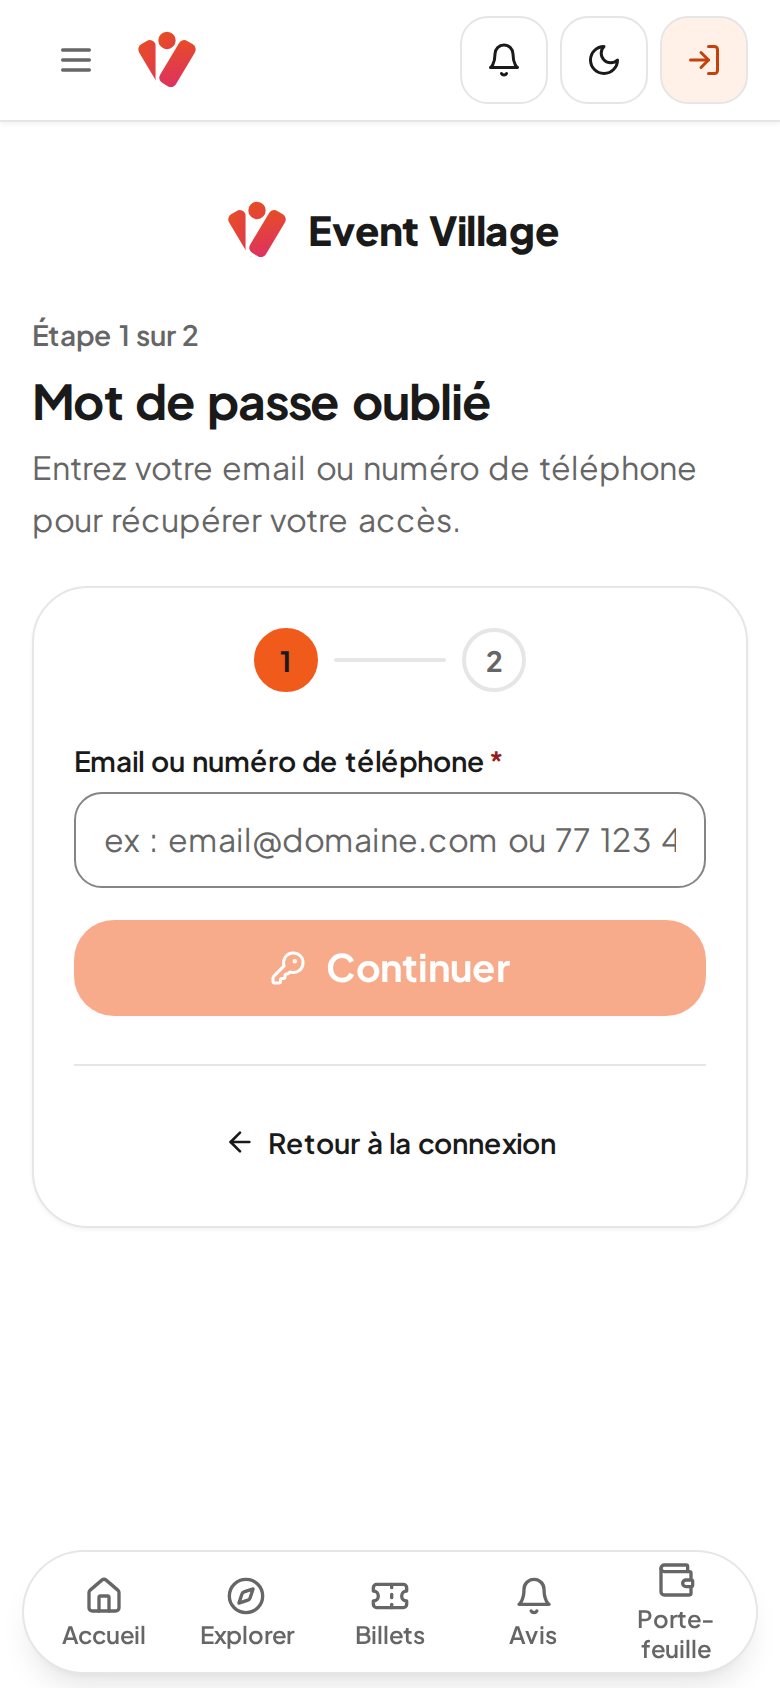 Event Village
Étape 1 sur 2
Mot de passe oublié
Entrez votre email ou numéro de téléphone
pour récupérer votre accès.
1
2
Email ou numéro de téléphone *
ex : email@domaine.com ou 77 123 4
Continuer
Retour à la connexion
Accueil
Explorer
Billets
Avis
Porte-
feuille